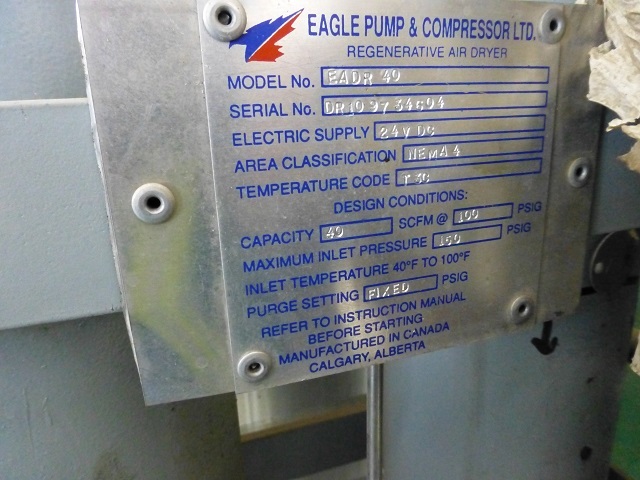 EAGLE PUMP & COMPRESSOR LTD.
REGENERATIVE AIR DRYER
MODEL No. EADR 40
SERIAL No. DR10 97 34604
ELECTRIC SUPPLY 24V DC
AREA CLASSIFICATION NEMA 4
TEMPERATURE CODE T 3C
DESIGN CONDITIONS:
CAPACITY 40 SCFM @ 100 PSIG
MAXIMUM INLET PRESSURE 150 PSIG
INLET TEMPERATURE 40°F TO 100°F
PURGE SETTING FIXED PSIG
REFER TO INSTRUCTION MANUAL
BEFORE STARTING
MANUFACTURED IN CANADA
CALGARY, ALBERTA